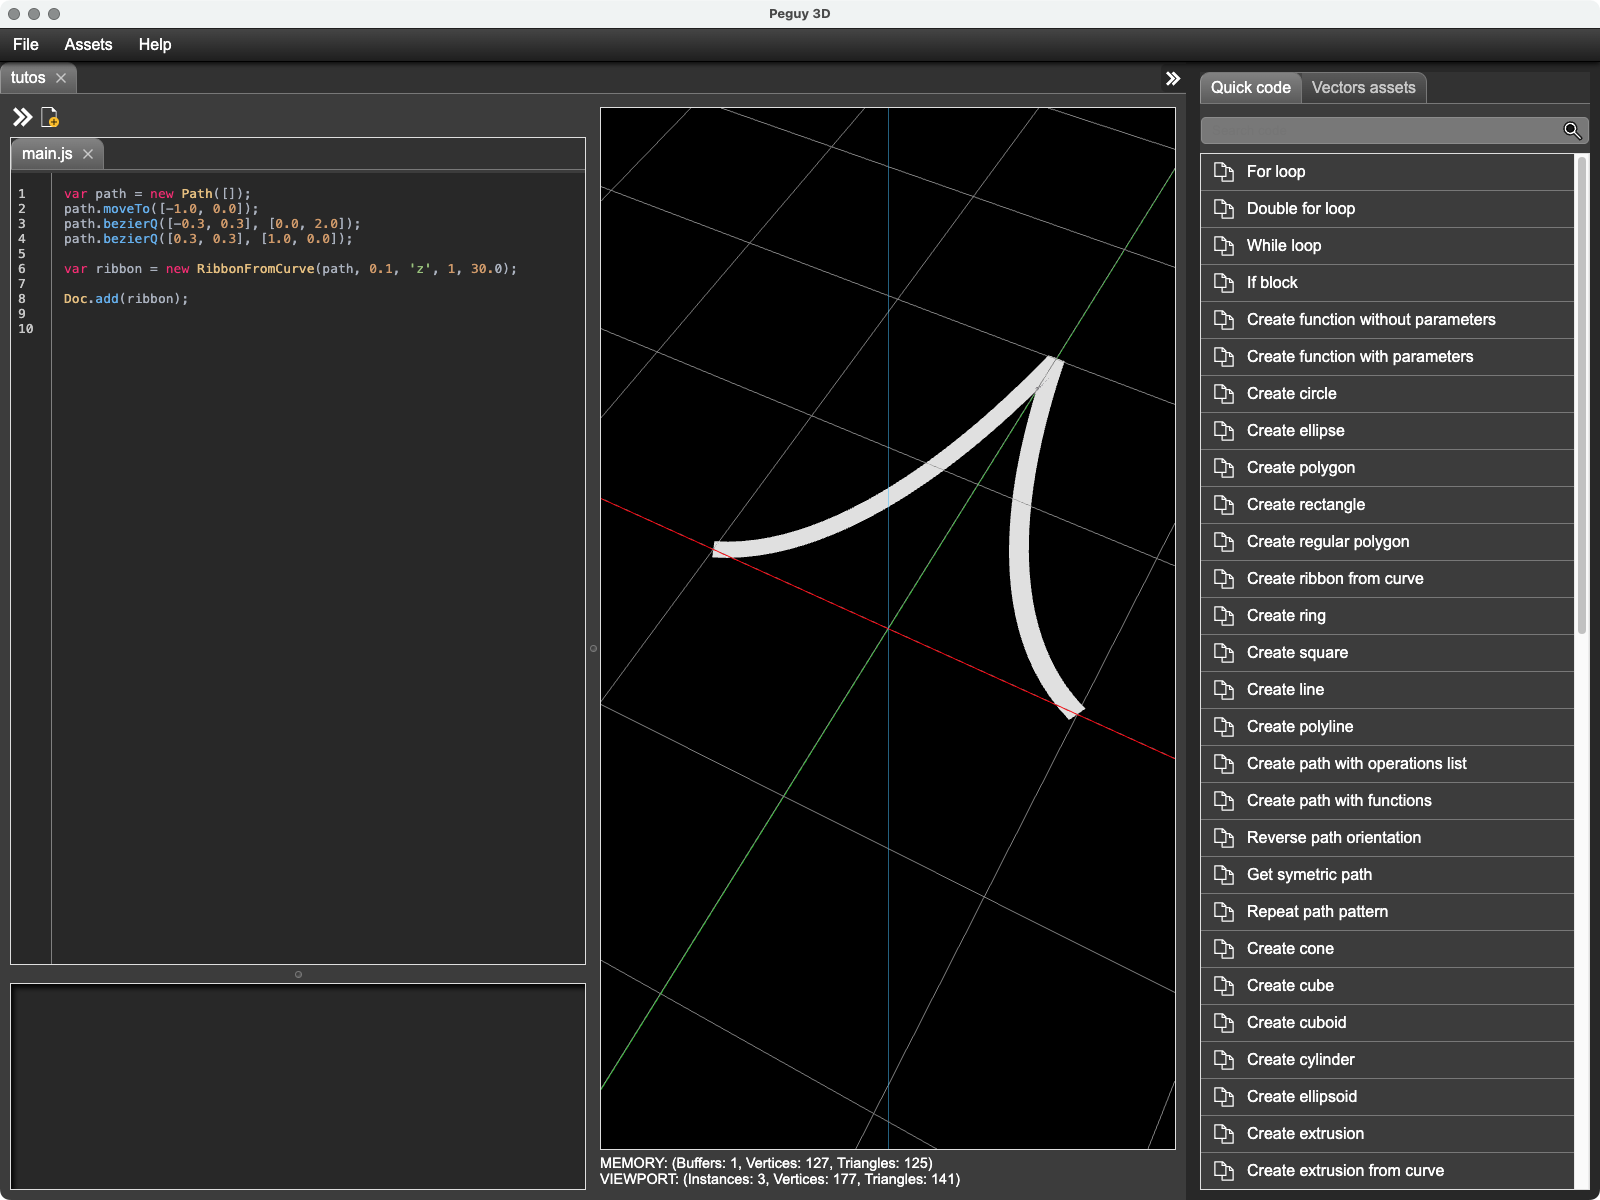 Peguy 3D
File Assets Help
tutos
main.js
1 var path = new Path([]);
2 path.moveTo([-1.0, 0.0]);
3 path.bezierQ([-0.3, 0.3], [0.0, 2.0]);
4 path.bezierQ([0.3, 0.3], [1.0, 0.0]);
5
6 var ribbon = new RibbonFromCurve(path, 0.1, 'z', 1, 30.0);
7
8 Doc.add(ribbon);
9
10
MEMORY: (Buffers: 1, Vertices: 127, Triangles: 125)
VIEWPORT: (Instances: 3, Vertices: 177, Triangles: 141)
Quick code Vectors assets
For loop
Double for loop
While loop
If block
Create function without parameters
Create function with parameters
Create circle
Create ellipse
Create polygon
Create rectangle
Create regular polygon
Create ribbon from curve
Create ring
Create square
Create line
Create polyline
Create path with operations list
Create path with functions
Reverse path orientation
Get symetric path
Repeat path pattern
Create cone
Create cube
Create cuboid
Create cylinder
Create ellipsoid
Create extrusion
Create extrusion from curve